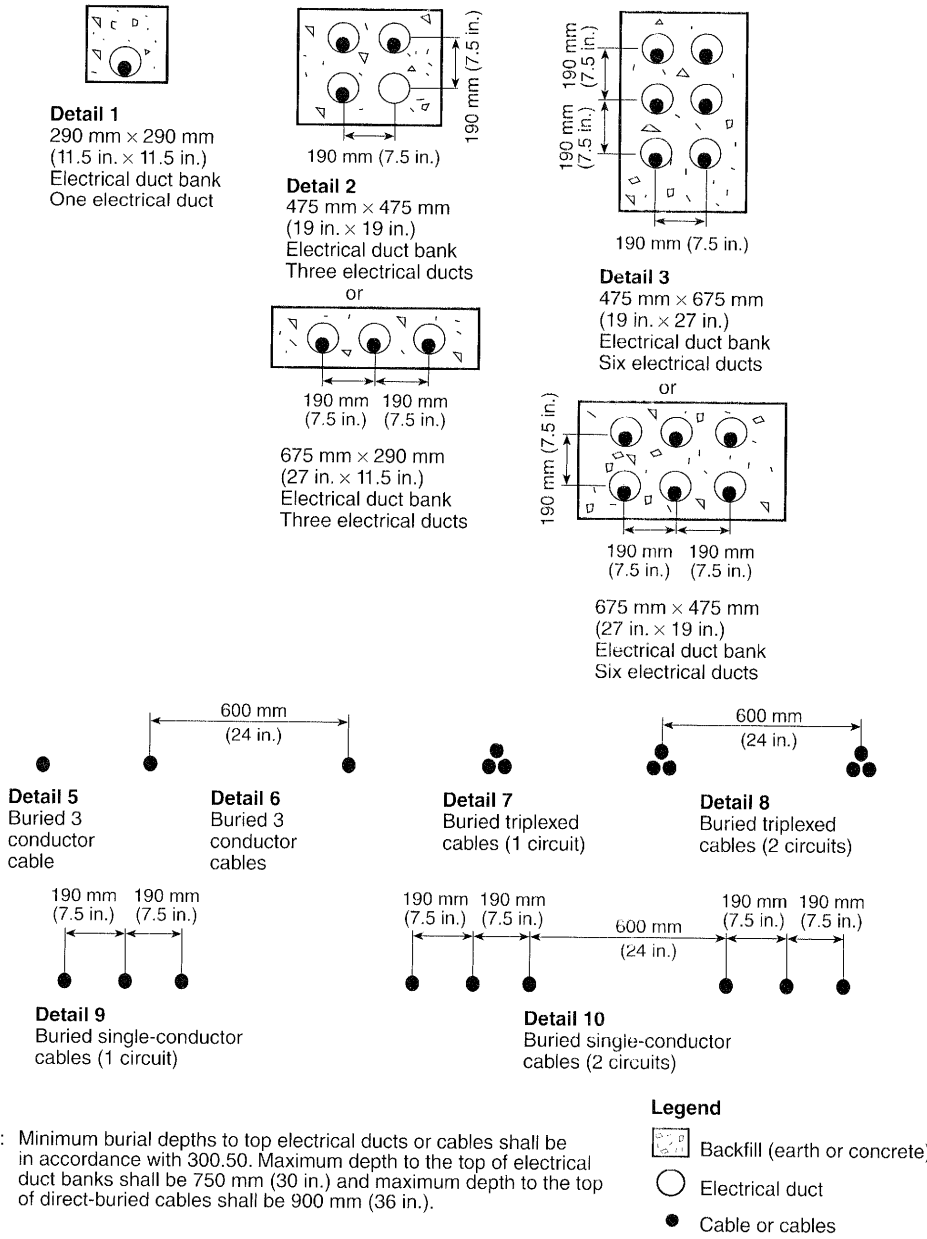 Detail 1
290 mm × 290 mm
(11.5 in. × 11.5 in.)
Electrical duct bank
One electrical duct
190 mm (7.5 in.)
190 mm (7.5 in.)
Detail 2
475 mm × 475 mm
(19 in. × 19 in.)
Electrical duct bank
Three electrical ducts
or
190 mm
(7.5 in.)
190 mm
(7.5 in.)
675 mm × 290 mm
(27 in. × 11.5 in.)
Electrical duct bank
Three electrical ducts
190 mm
(7.5 in.)
190 mm
(7.5 in.)
190 mm (7.5 in.)
Detail 3
475 mm × 675 mm
(19 in. × 27 in.)
Electrical duct bank
Six electrical ducts
or
190 mm (7.5 in.)
190 mm
(7.5 in.)
190 mm
(7.5 in.)
675 mm × 475 mm
(27 in. × 19 in.)
Electrical duct bank
Six electrical ducts
600 mm
(24 in.)
600 mm
(24 in.)
Detail 5
Buried 3
conductor
cable
Detail 6
Buried 3
conductor
cables
Detail 7
Buried triplexed
cables (1 circuit)
Detail 8
Buried triplexed
cables (2 circuits)
190 mm
(7.5 in.)
190 mm
(7.5 in.)
Detail 9
Buried single-conductor
cables (1 circuit)
190 mm
(7.5 in.)
190 mm
(7.5 in.)
600 mm
(24 in.)
190 mm
(7.5 in.)
190 mm
(7.5 in.)
Detail 10
Buried single-conductor
cables (2 circuits)
: Minimum burial depths to top electrical ducts or cables shall be
in accordance with 300.50. Maximum depth to the top of electrical
duct banks shall be 750 mm (30 in.) and maximum depth to the top
of direct-buried cables shall be 900 mm (36 in.).
Legend
Backfill (earth or concrete)
Electrical duct
Cable or cables